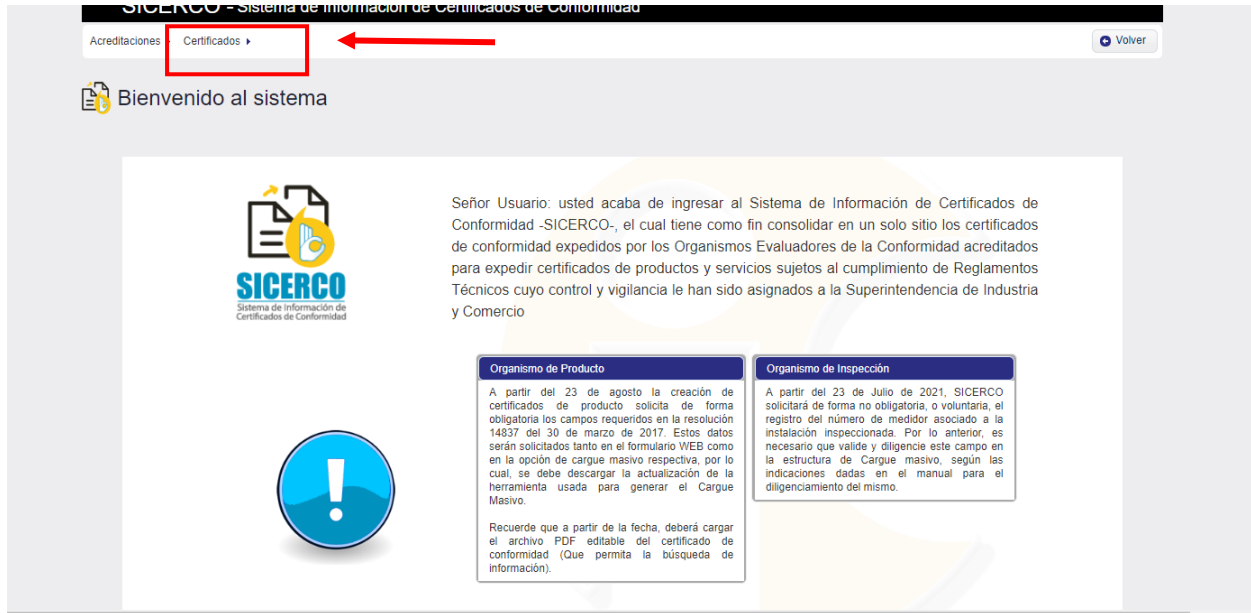 SICERCO - Sistema de Información de Certificados de Conformidad
Acreditaciones Certificados
Volver
Bienvenido al sistema
SICERCO
Sistema de Información de
Certificados de Conformidad
Señor Usuario: usted acaba de ingresar al Sistema de Información de Certificados de
Conformidad -SICERCO-, el cual tiene como fin consolidar en un solo sitio los certificados
de conformidad expedidos por los Organismos Evaluadores de la Conformidad acreditados
para expedir certificados de productos y servicios sujetos al cumplimiento de Reglamentos
Técnicos cuyo control y vigilancia le han sido asignados a la Superintendencia de Industria
y Comercio
Organismo de Producto
A partir del 23 de agosto la creación de
certificados de producto solicita de forma
obligatoria los campos requeridos en la resolución
14837 del 30 de marzo de 2017. Estos datos
serán solicitados tanto en el formulario WEB como
en la opción de cargue masivo respectiva, por lo
cual, se debe descargar la actualización de la
herramienta usada para generar el Cargue
Masivo.
Recuerde que a partir de la fecha, deberá cargar
el archivo PDF editable del certificado de
conformidad (Que permita la búsqueda de
información).
Organismo de Inspección
A partir del 23 de Julio de 2021, SICERCO
solicitará de forma no obligatoria, o voluntaria, el
registro del número de medidor asociado a la
instalación inspeccionada. Por lo anterior, es
necesario que valide y diligencie este campo en
la estructura de Cargue masivo, según las
indicaciones dadas en el manual para el
diligenciamiento del mismo.